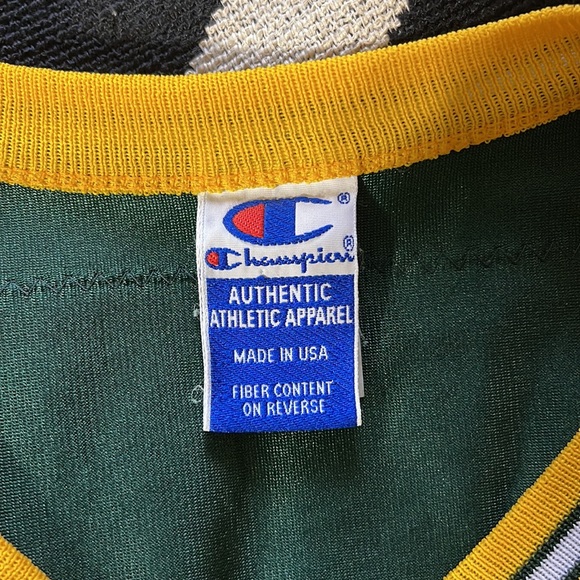 ®
Champion®
AUTHENTIC
ATHLETIC APPAREL
MADE IN USA
FIBER CONTENT
ON REVERSE